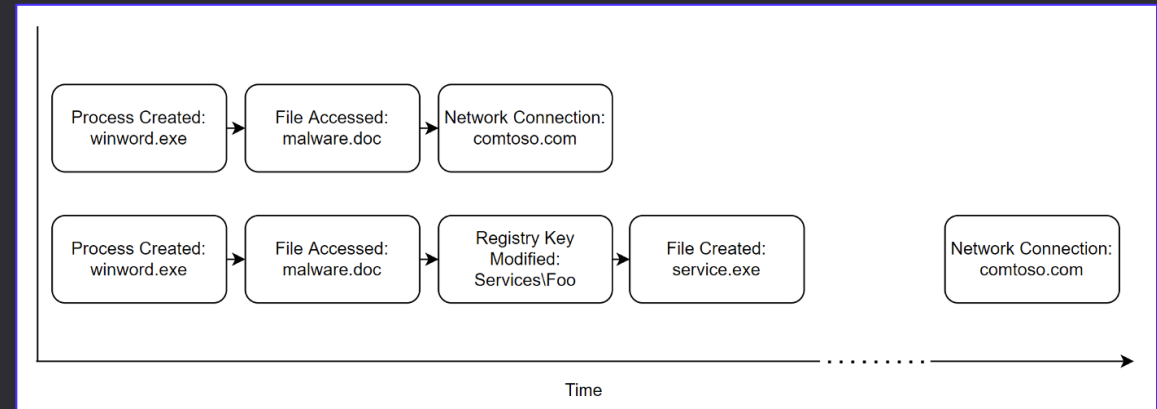 Process Created:
winword.exe
File Accessed:
malware.doc
Network Connection:
comtoso.com
Process Created:
winword.exe
File Accessed:
malware.doc
Registry Key
Modified:
Services\Foo
File Created:
service.exe
Network Connection:
comtoso.com
Time